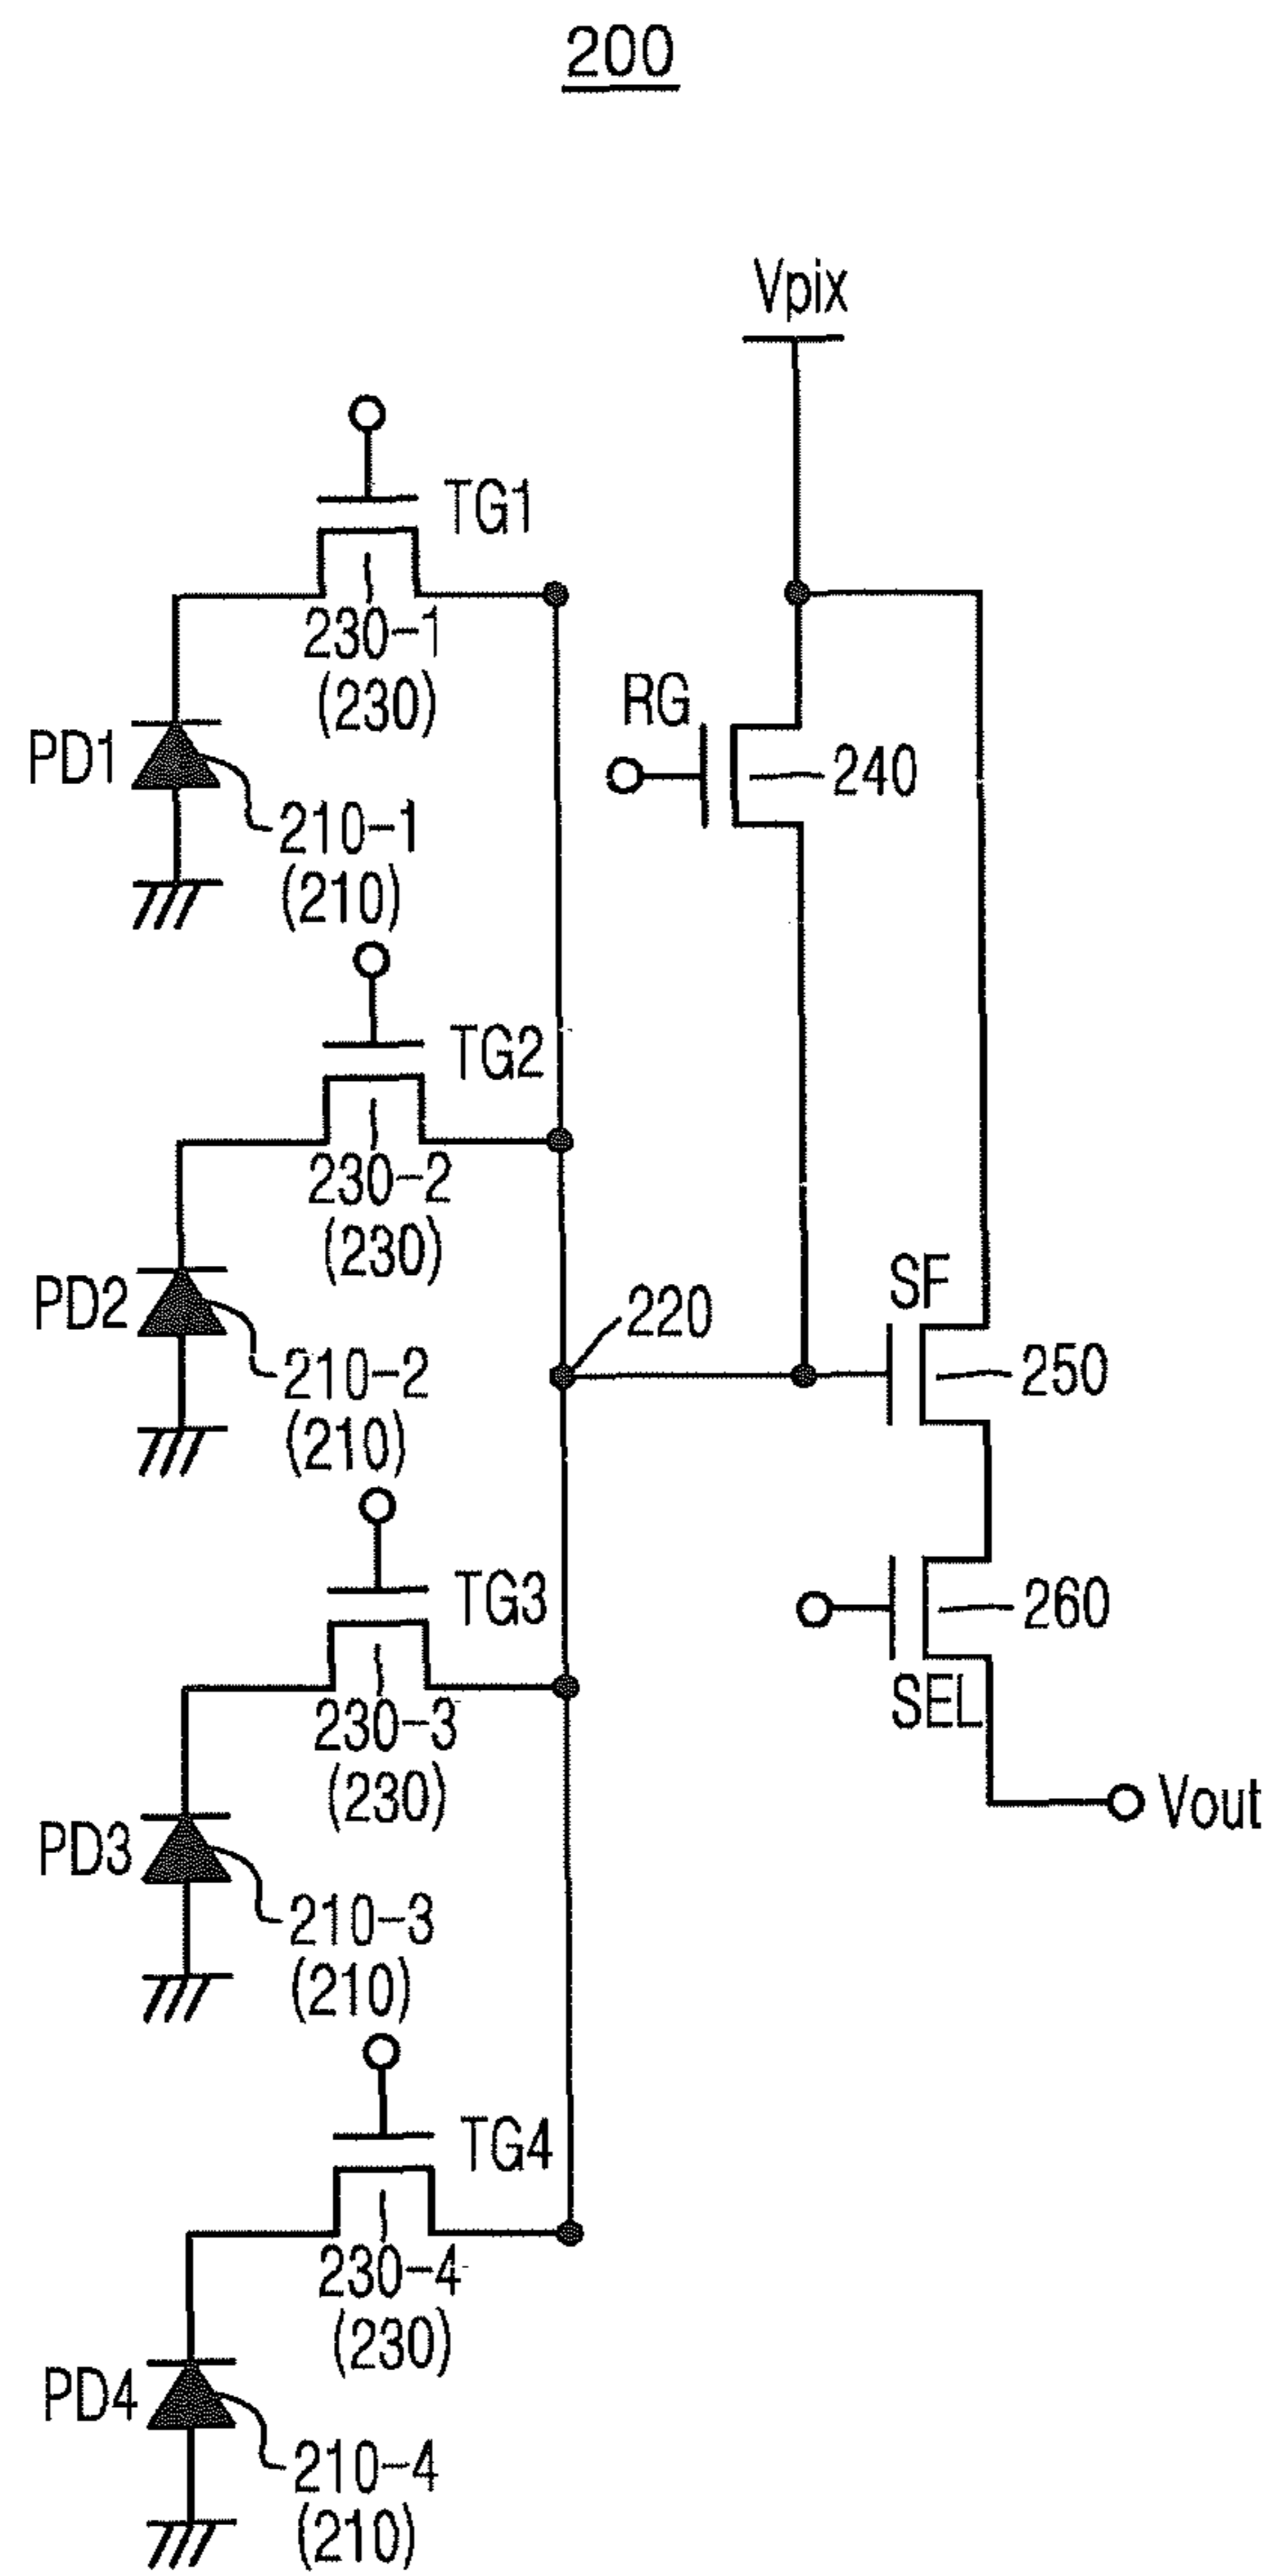 200
Vpix
TG1
230-1
(230)
RG
PD1
240
210-1
(210)
TG2
230-2
(230)
SF
PD2
220
250
210-2
(210)
TG3
260
230-3
(230)
SEL
Vout
PD3
210-3
(210)
TG4
230-4
(230)
PD4
210-4
(210)